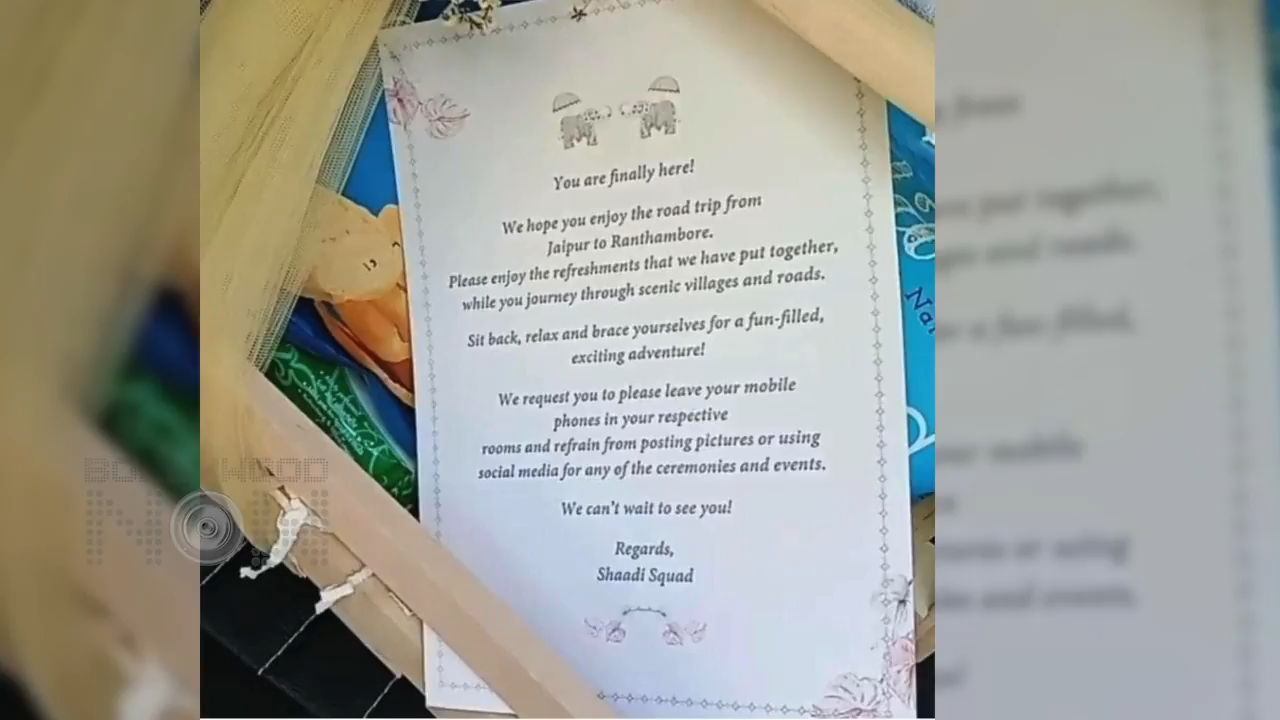 You are finally here!
We hope you enjoy the road trip from
Jaipur to Ranthambore.
Please enjoy the refreshments that we have put together,
while you journey through scenic villages and roads.
Sit back, relax and brace yourselves for a fun-filled,
exciting adventure!
We request you to please leave your mobile
phones in your respective
rooms and refrain from posting pictures or using
social media for any of the ceremonies and events.
We can't wait to see you!
Regards,
Shaadi Squad
BOLLYWOOD
NOW